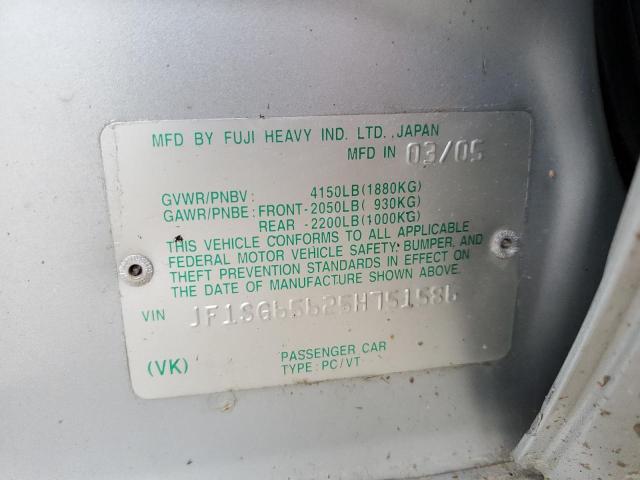 MFD BY FUJI HEAVY IND. LTD., JAPAN
MFD IN 03/05
GVWR/PNBV: 4150LB(1880KG)
GAWR/PNBE: FRONT-2050LB( 930KG)
REAR -2200LB(1000KG)
THIS VEHICLE CONFORMS TO ALL APPLICABLE
FEDERAL MOTOR VEHICLE SAFETY, BUMPER, AND
THEFT PREVENTION STANDARDS IN EFFECT ON
THE DATE OF MANUFACTURE SHOWN ABOVE.
VIN JF1SG65625H751586
PASSENGER CAR
(VK) TYPE: PC/VT